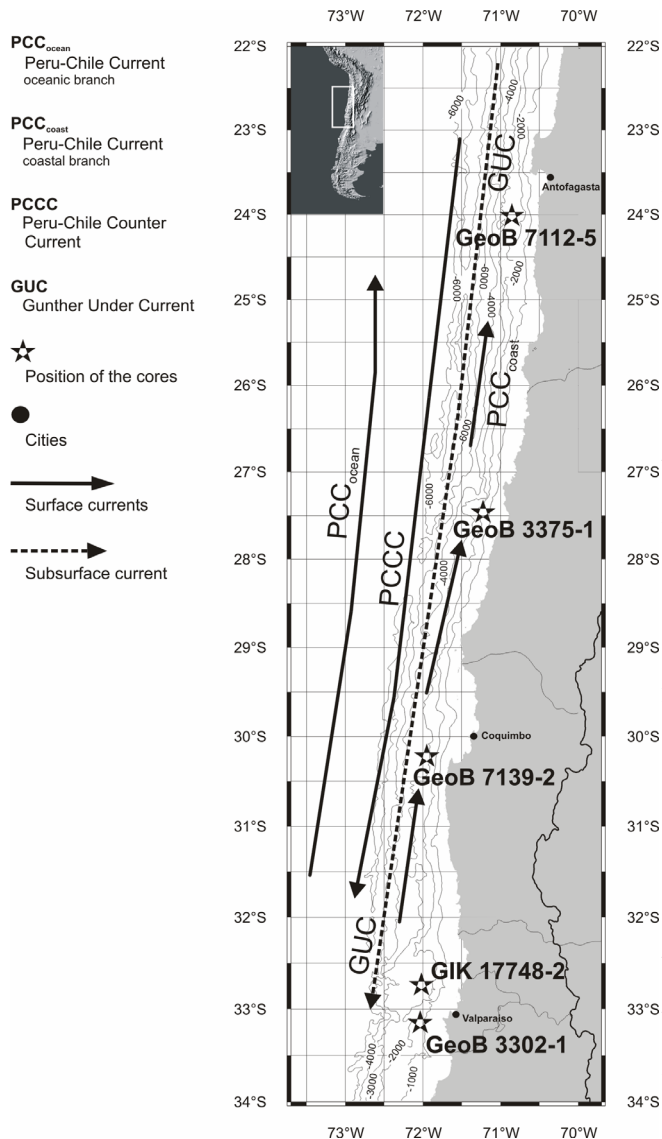 73°W 72°W 71°W 70°W
PCCocean
Peru-Chile Current
oceanic branch
PCCcoast
Peru-Chile Current
coastal branch
PCCC
Peru-Chile Counter
Current
GUC
Gunther Under Current
Position of the cores
Cities
Surface currents
Subsurface current
22°S 22°S
-6000
-4000
-2000
23°S 23°S
GUC
Antofagasta
24°S 24°S
GeoB 7112-5
6000
6000
-2000
4000
25°S 25°S
PCCcoast
26°S 26°S
-6000
PCCocean
27°S 27°S
-6000
GeoB 3375-1
PCCC
28°S 28°S
-4000
29°S 29°S
30°S 30°S
Coquimbo
GeoB 7139-2
31°S 31°S
32°S 32°S
GUC
GIK 17748-2
33°S 33°S
Valparaiso
GeoB 3302-1
-4000
-2000
-3000
-1000
34°S 34°S
73°W 72°W 71°W 70°W